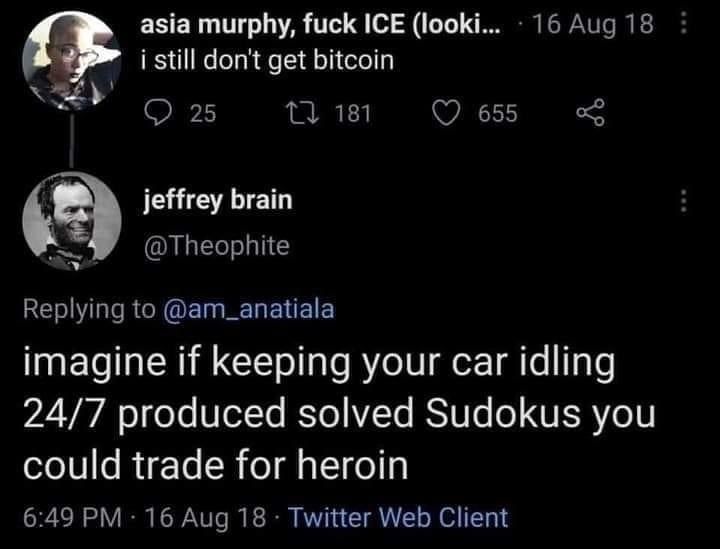 asia murphy, fuck ICE (looki... · 16 Aug 18
i still don't get bitcoin
25 181 655
jeffrey brain
@Theophite
Replying to @am_anatiala
imagine if keeping your car idling
24/7 produced solved Sudokus you
could trade for heroin
6:49 PM · 16 Aug 18 · Twitter Web Client